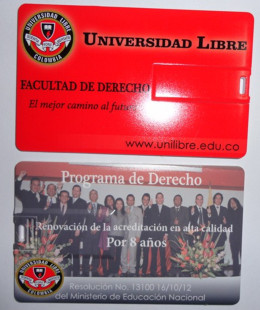 UNIVERSIDAD LIBRE
COLOMBIA
UNIVERSIDAD LIBRE
FACULTAD DE DERECHO
El mejor camino al futuro
www.unilibre.edu.co
Programa de Derecho
Renovación de la acreditación en alta calidad
Por 8 años
UNIVERSIDAD LIBRE
COLOMBIA
Resolución No. 13100 16/10/12
del Ministerio de Educación Nacional